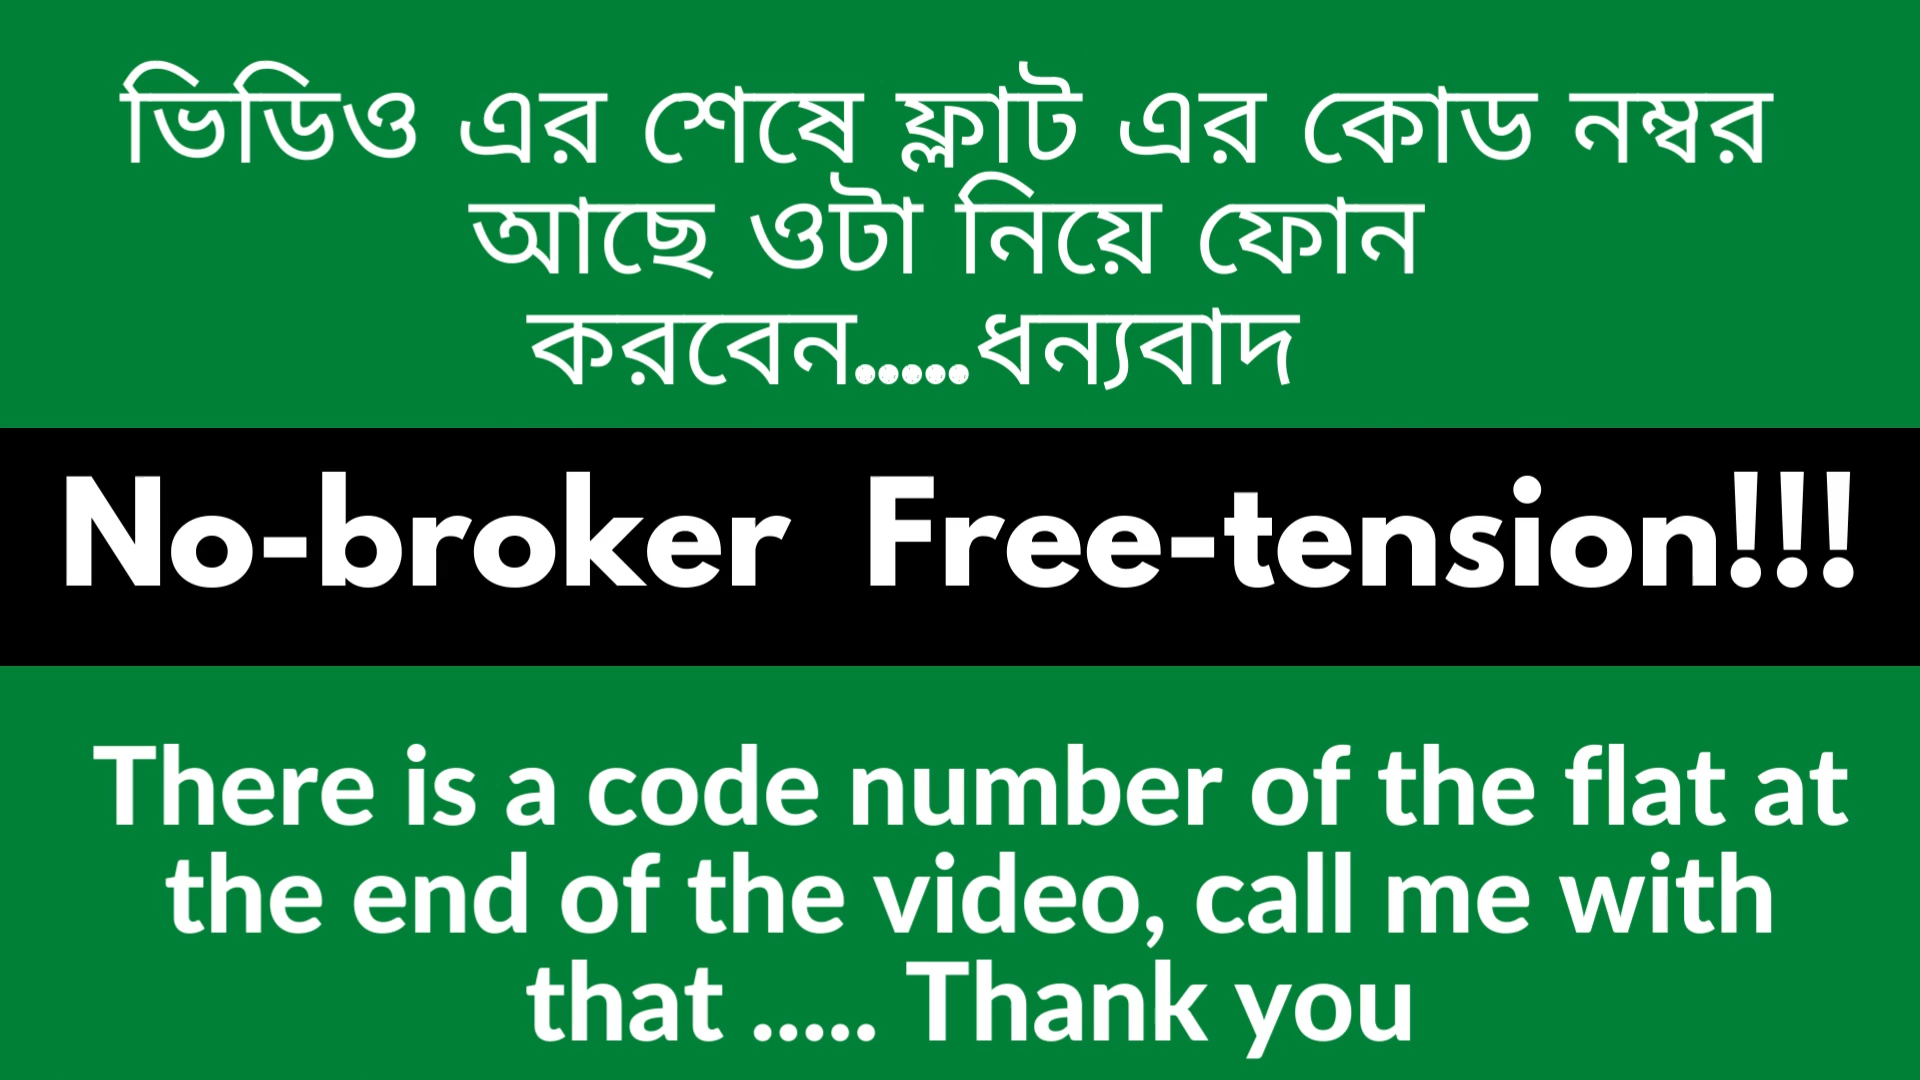 ভিডিও এর শেষে ফ্লাট এর কোড নম্বর
আছে ওটা নিয়ে ফোন
করবেন.....ধন্যবাদ
No-broker Free-tension!!!
There is a code number of the flat at
the end of the video, call me with
that ..... Thank you